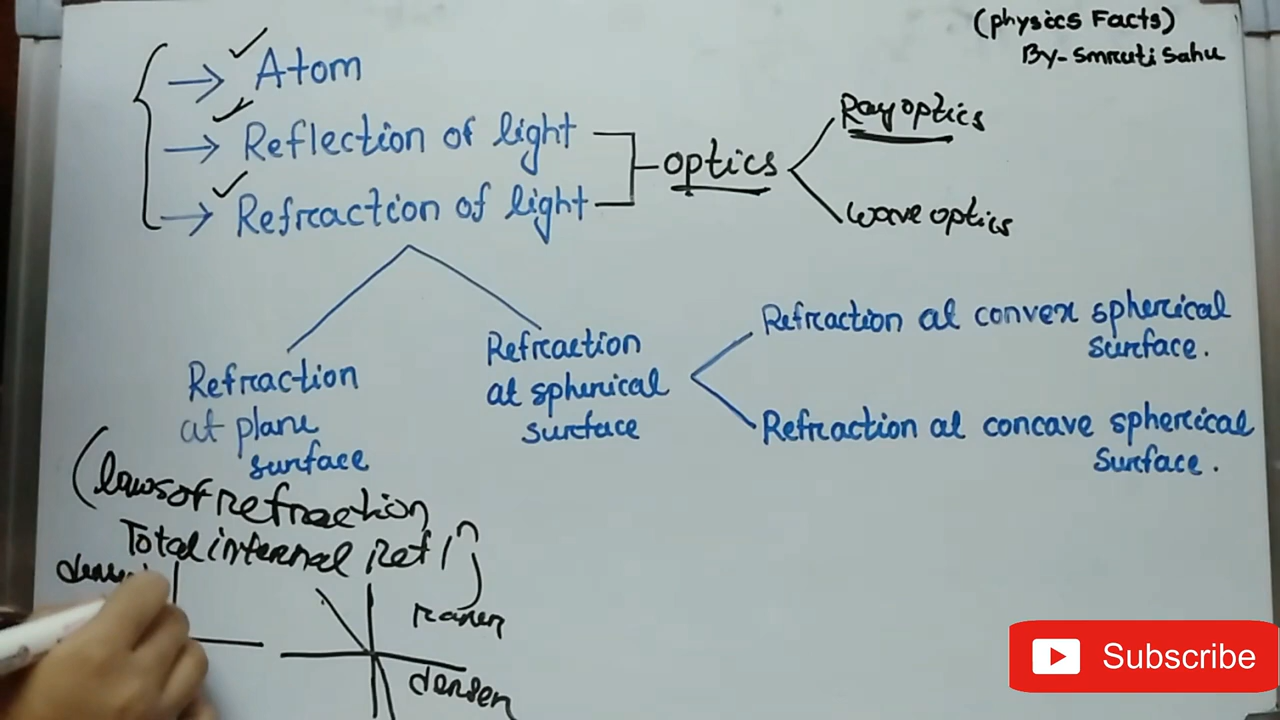 (physics Facts)
By- Smruti Sahu
→ Atom
→ Reflection of light
→ Refraction of light
optics
Ray optics
wave optics
Refraction
at plane
surface
Refraction
at spherical
surface
Refraction at convex spherical
surface.
Refraction at concave spherical
surface.
(laws of refraction
Total internal Refln)
rarer
denser
Subscribe